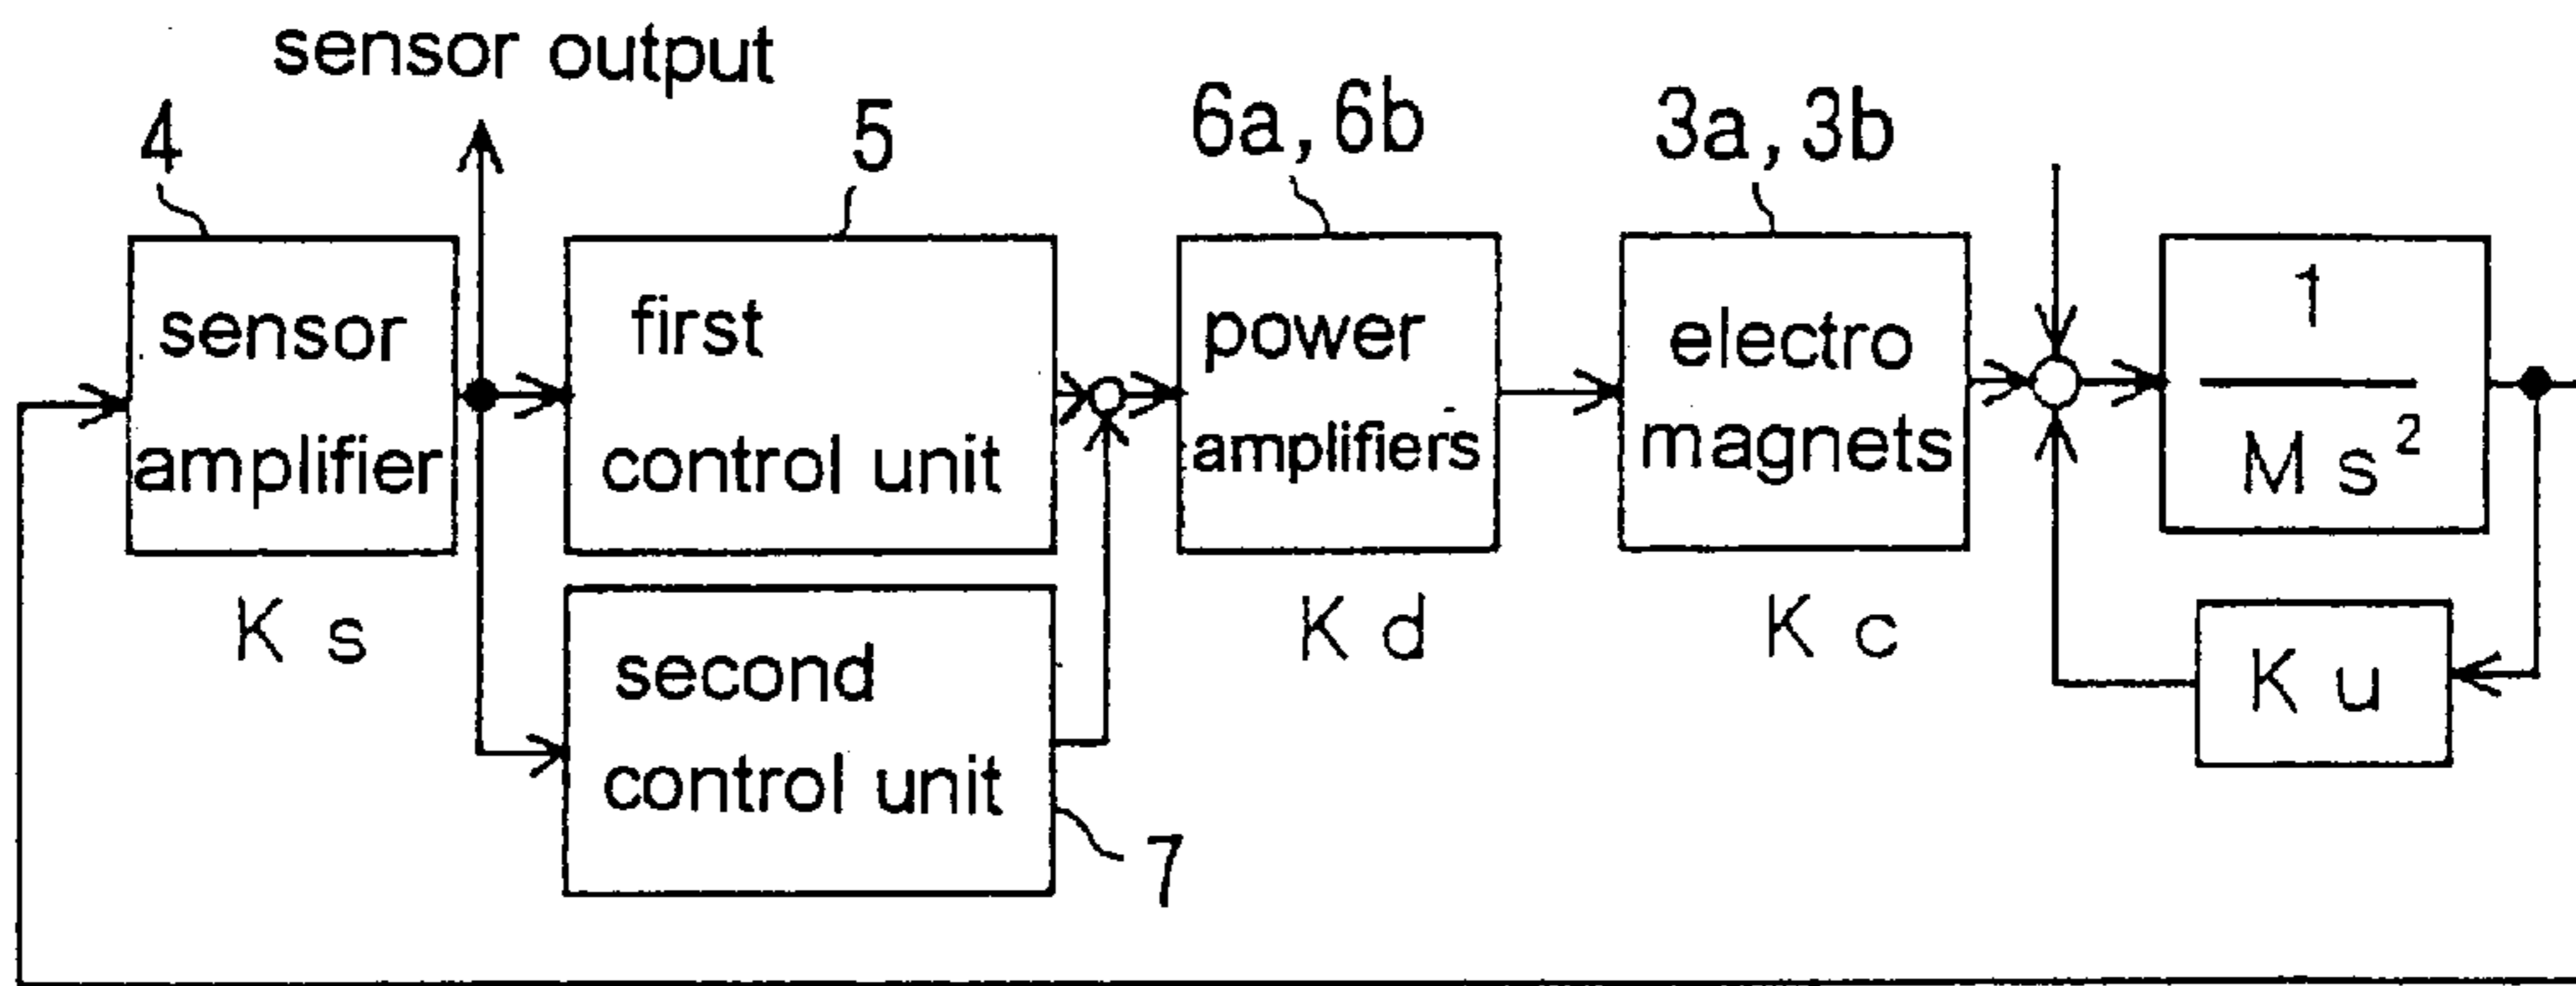 sensor output
4
5
6a, 6b
3a, 3b
sensor
amplifier
first
control unit
power
amplifiers
electro
magnets
1
M s²
K s
second
control unit
K d
K c
K u
7